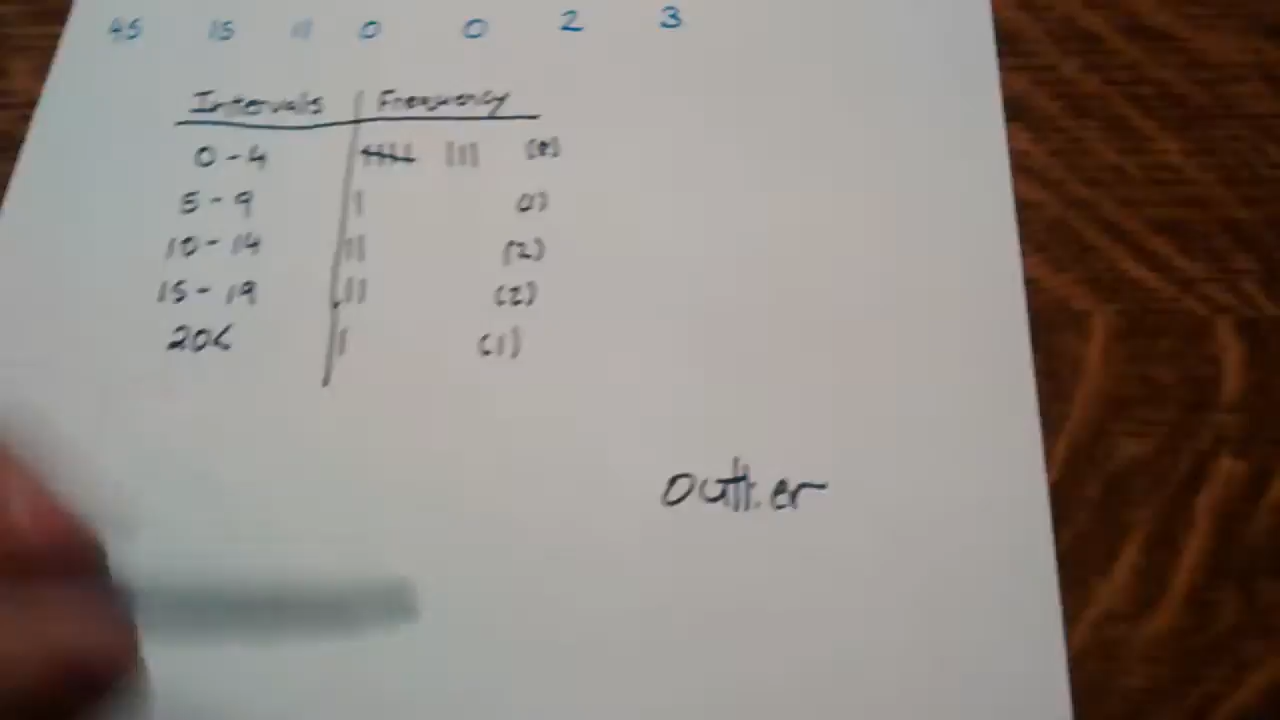 45 15 11 0 0 2 3
Intervals Frequency
0-4 |||| ||| (8)
5-9 | (1)
10-14 || (2)
15-19 || (2)
20< | (1)
outlier